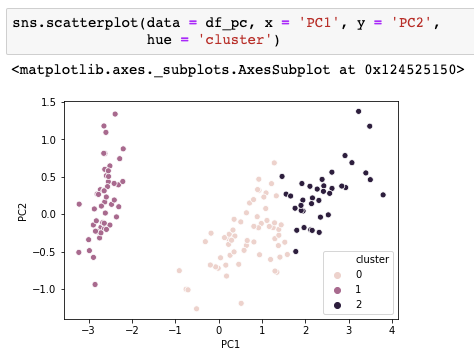 sns.scatterplot(data = df_pc, x = 'PC1', y = 'PC2',
hue = 'cluster')
<matplotlib.axes._subplots.AxesSubplot at 0x124525150>
1.5
1.0
0.5
0.0
−0.5
−1.0
PC2
cluster
0
1
2
−3 −2 −1 0 1 2 3 4
PC1